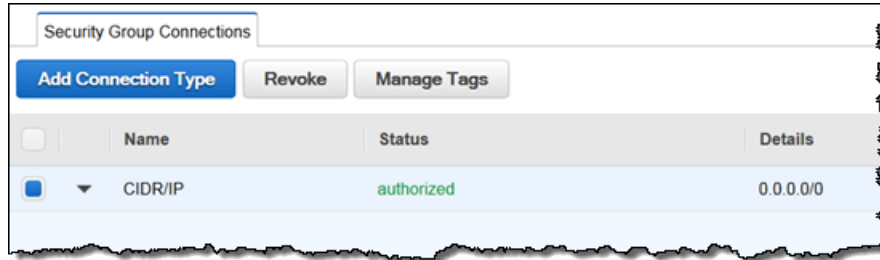 Security Group Connections
Add Connection Type Revoke Manage Tags
Name Status Details
CIDR/IP authorized 0.0.0.0/0